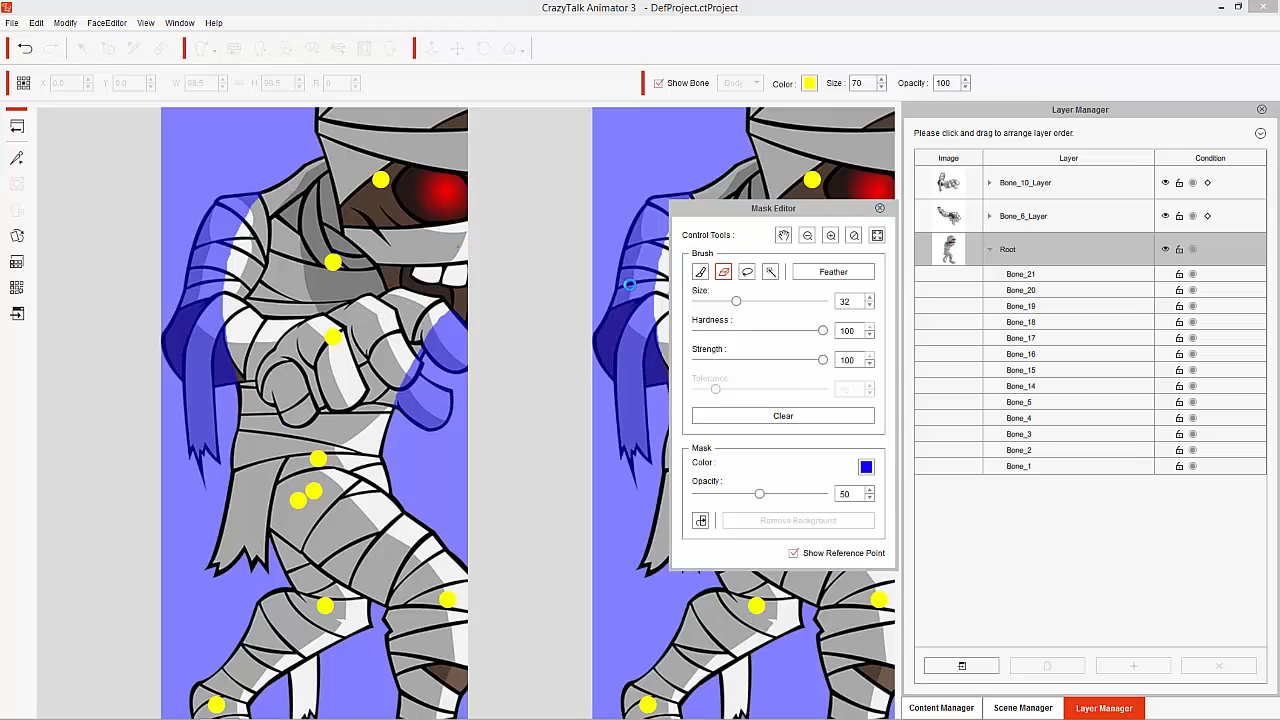 CrazyTalk Animator 3 - DefProject.ctProject
File Edit Modify FaceEditor View Window Help
X 0.0 Y 0.0 W 98.5 H 98.5 R 0 Show Bone Body Color : Size : 70 Opacity : 100
Layer Manager
Please click and drag to arrange layer order.
Image Layer Condition
Bone_10_Layer
Bone_6_Layer
Root
Bone_21
Bone_20
Bone_19
Bone_18
Bone_17
Bone_16
Bone_15
Bone_14
Bone_5
Bone_4
Bone_3
Bone_2
Bone_1
Mask Editor
Control Tools :
Brush
Feather
Size:
32
Hardness :
100
Strength :
100
Tolerance
Clear
Mask
Color :
Opacity :
50
Remove Background
Show Reference Point
Content Manager Scene Manager Layer Manager